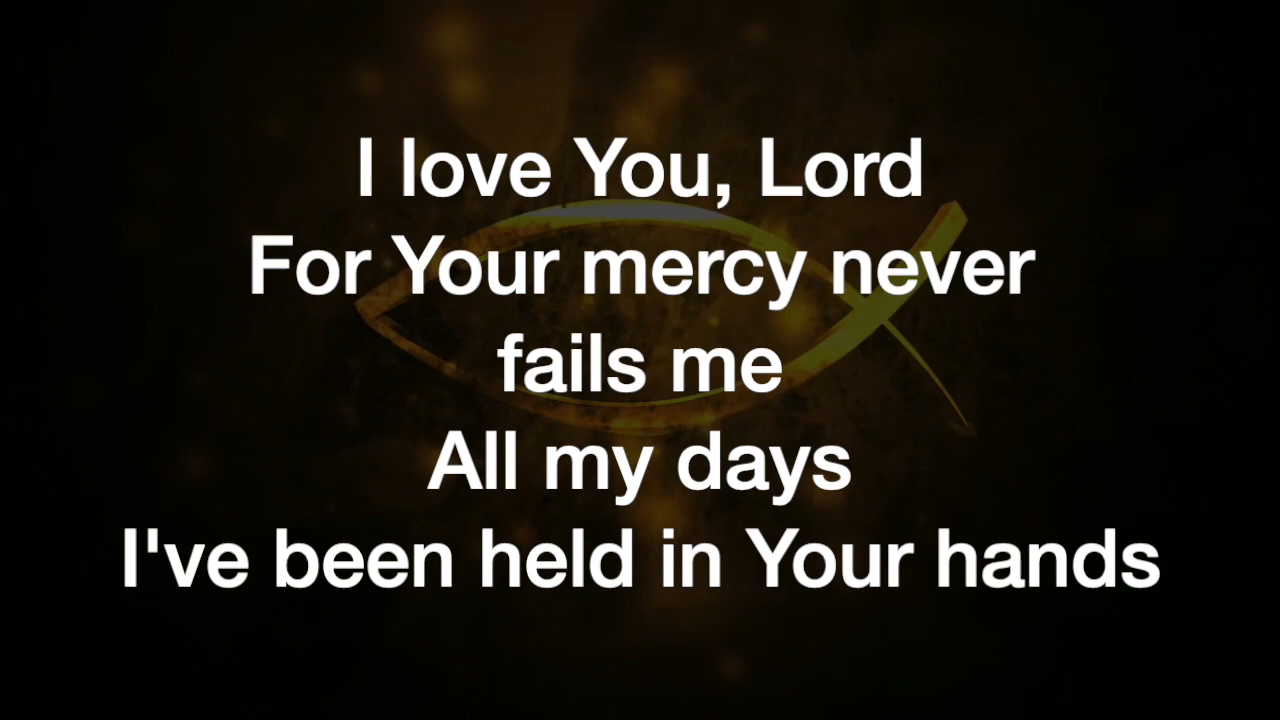 I love You, Lord
For Your mercy never
fails me
All my days
I've been held in Your hands